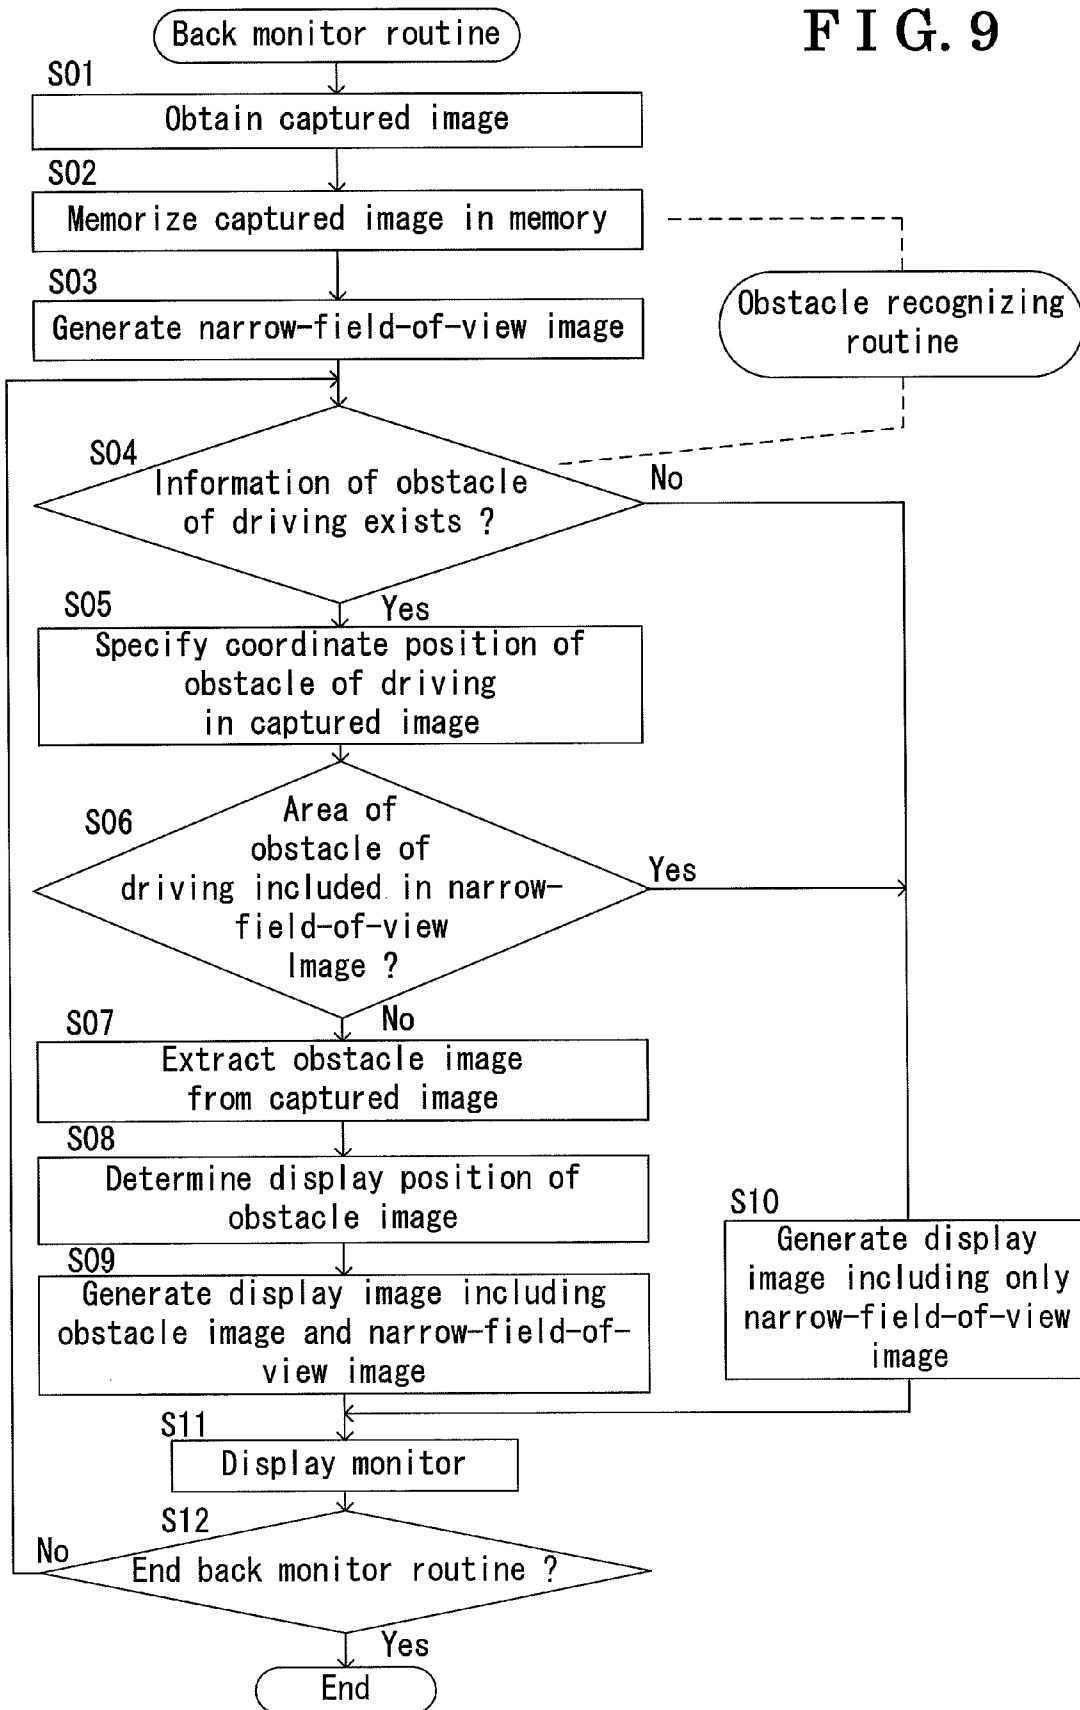 FIG. 9
Back monitor routine
S01
Obtain captured image
S02
Memorize captured image in memory
S03
Generate narrow-field-of-view image
Obstacle recognizing
routine
S04
Information of obstacle
of driving exists ?
No
Yes
S05
Specify coordinate position of
obstacle of driving
in captured image
S06
Area of
obstacle of
driving included in narrow-
field-of-view
Image ?
Yes
No
S07
Extract obstacle image
from captured image
S08
Determine display position of
obstacle image
S09
Generate display image including
obstacle image and narrow-field-of-
view image
S10
Generate display
image including only
narrow-field-of-view
image
S11
Display monitor
S12
End back monitor routine ?
No
Yes
End